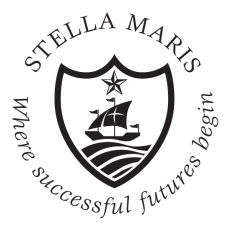 STELLA MARIS
Where successful futures begin